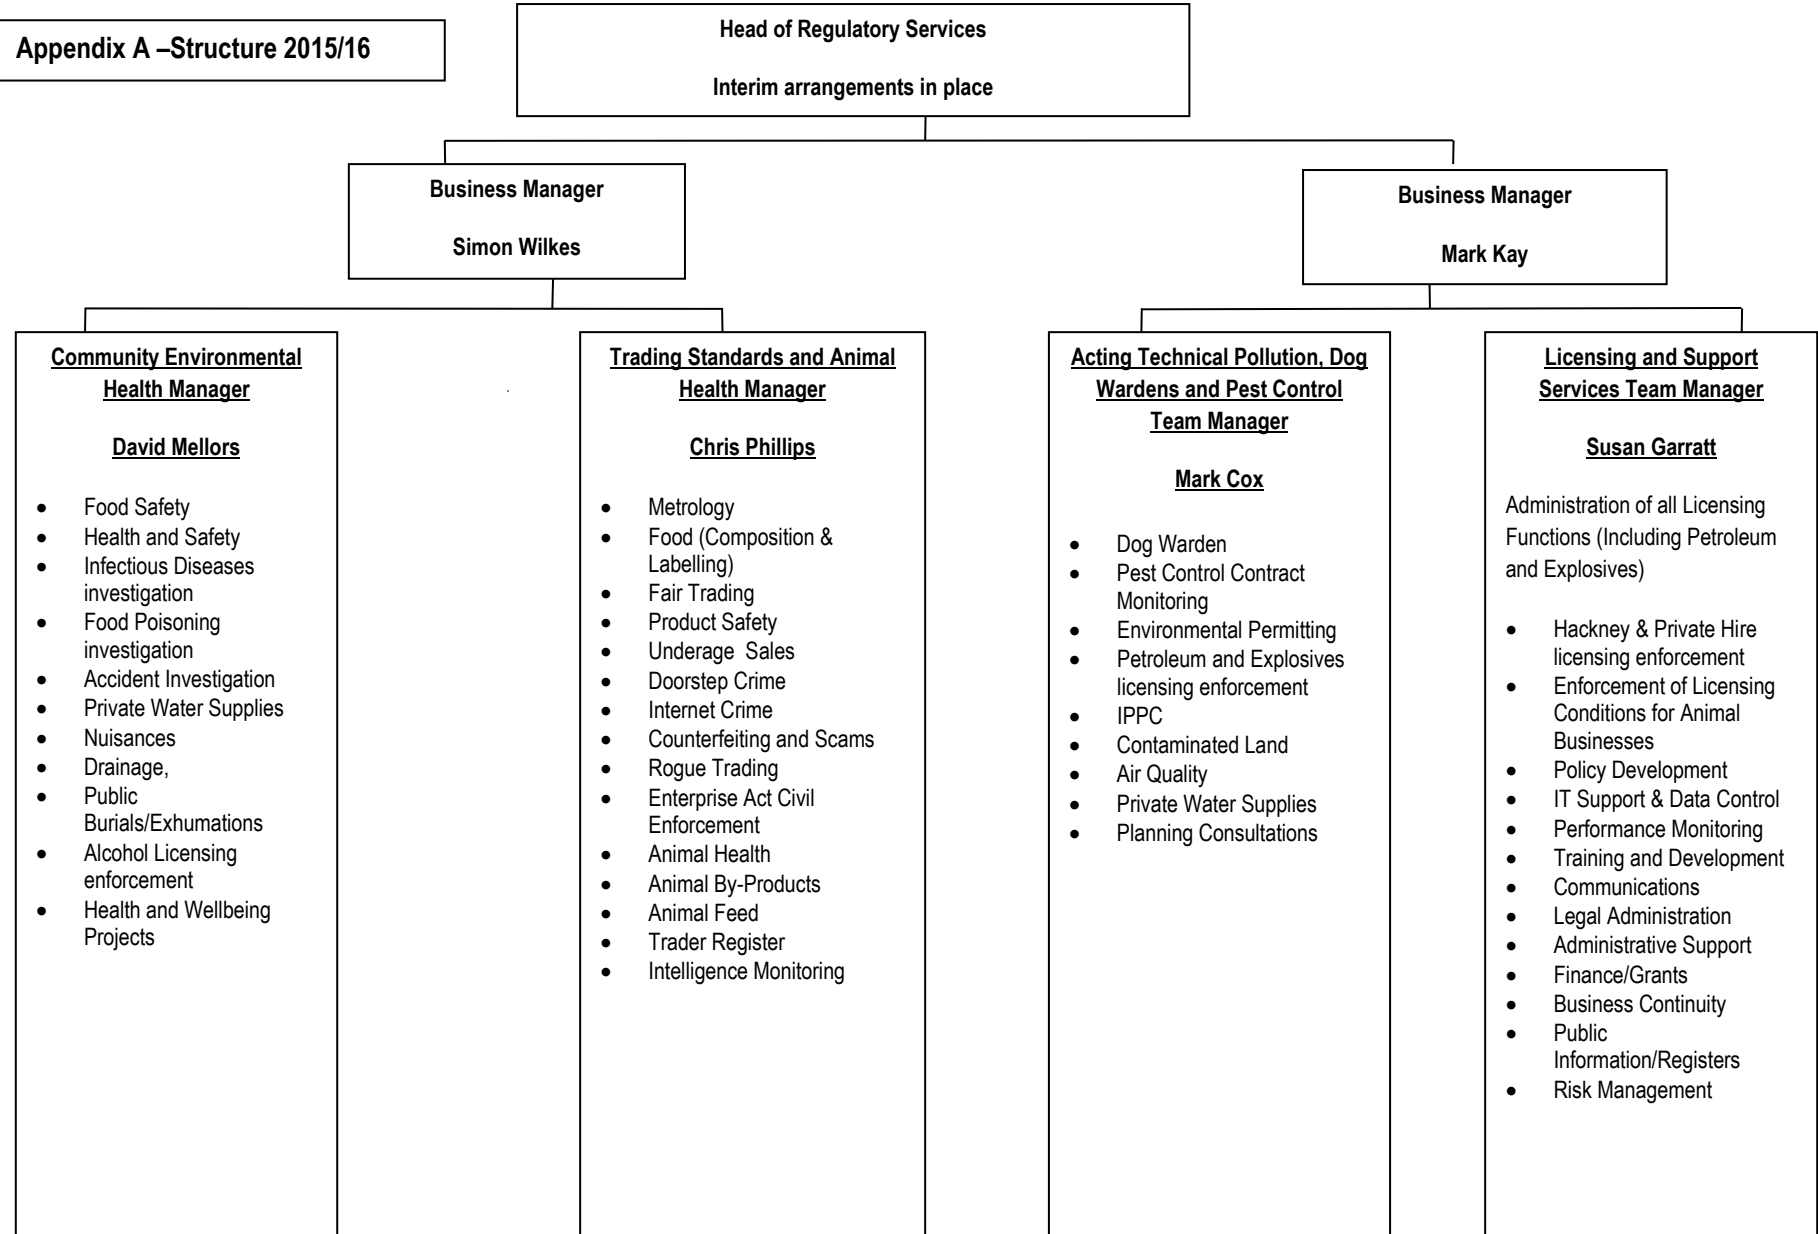 Appendix A –Structure 2015/16
Head of Regulatory Services
Interim arrangements in place
Business Manager
Simon Wilkes
Business Manager
Mark Kay
Community Environmental
Health Manager
David Mellors
• Food Safety
• Health and Safety
• Infectious Diseases
investigation
• Food Poisoning
investigation
• Accident Investigation
• Private Water Supplies
• Nuisances
• Drainage,
• Public
Burials/Exhumations
• Alcohol Licensing
enforcement
• Health and Wellbeing
Projects
Trading Standards and Animal
Health Manager
Chris Phillips
• Metrology
• Food (Composition &
Labelling)
• Fair Trading
• Product Safety
• Underage  Sales
• Doorstep Crime
• Internet Crime
• Counterfeiting and Scams
• Rogue Trading
• Enterprise Act Civil
Enforcement
• Animal Health
• Animal By-Products
• Animal Feed
• Trader Register
• Intelligence Monitoring
Acting Technical Pollution, Dog
Wardens and Pest Control
Team Manager
Mark Cox
• Dog Warden
• Pest Control Contract
Monitoring
• Environmental Permitting
• Petroleum and Explosives
licensing enforcement
• IPPC
• Contaminated Land
• Air Quality
• Private Water Supplies
• Planning Consultations
Licensing and Support
Services Team Manager
Susan Garratt
Administration of all Licensing
Functions (Including Petroleum
and Explosives)
• Hackney & Private Hire
licensing enforcement
• Enforcement of Licensing
Conditions for Animal
Businesses
• Policy Development
• IT Support & Data Control
• Performance Monitoring
• Training and Development
• Communications
• Legal Administration
• Administrative Support
• Finance/Grants
• Business Continuity
• Public
Information/Registers
• Risk Management